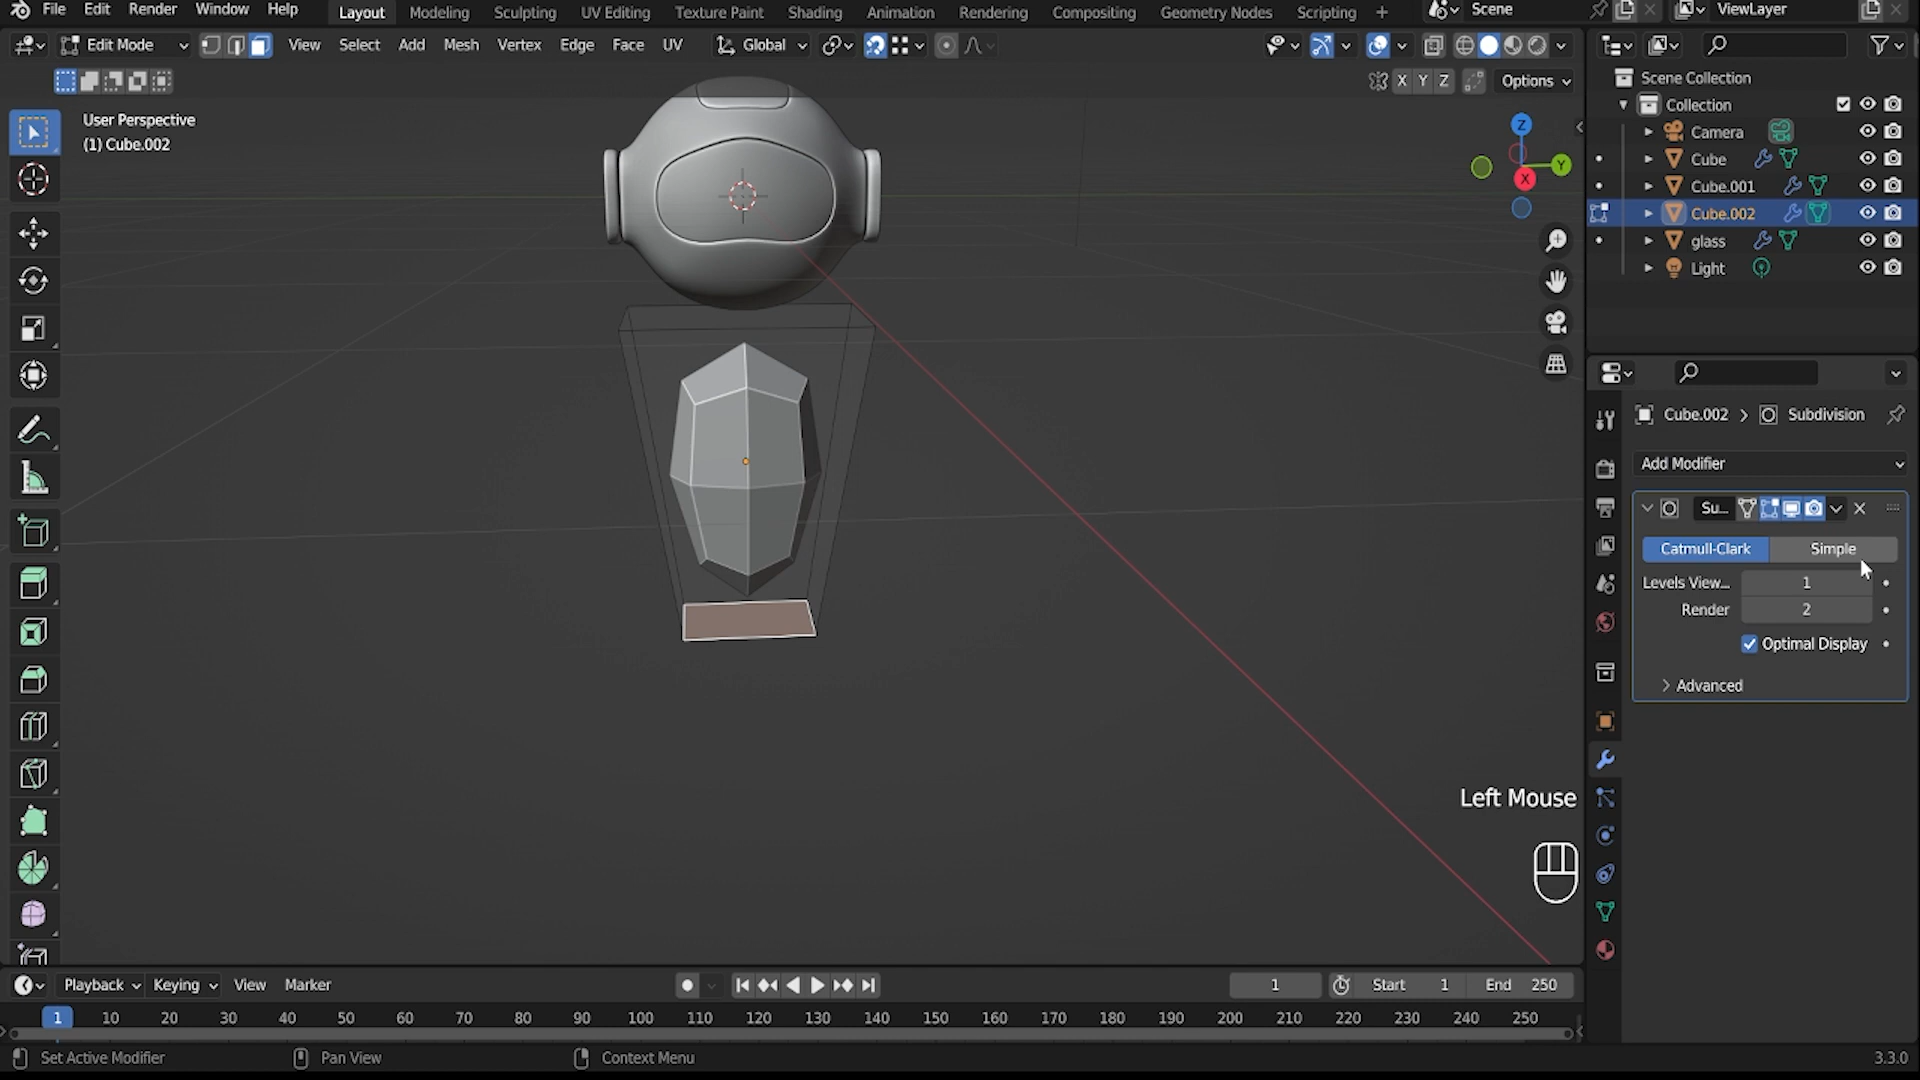 File Edit Render Window Help Layout Modeling Sculpting UV Editing Texture Paint Shading Animation Rendering Compositing Geometry Nodes Scripting + Scene ViewLayer
Edit Mode View Select Add Mesh Vertex Edge Face UV Global
X Y Z Options
User Perspective
(1) Cube.002
Z
Y
X
Scene Collection
Collection
Camera
Cube
Cube.001
Cube.002
glass
Light
Cube.002 > Subdivision
Add Modifier
Su...
Catmull-Clark Simple
Levels View... 1
Render 2
Optimal Display
Advanced
Left Mouse
Playback Keying View Marker 1 Start 1 End 250
1 10 20 30 40 50 60 70 80 90 100 110 120 130 140 150 160 170 180 190 200 210 220 230 240 250
Set Active Modifier Pan View Context Menu 3.3.0